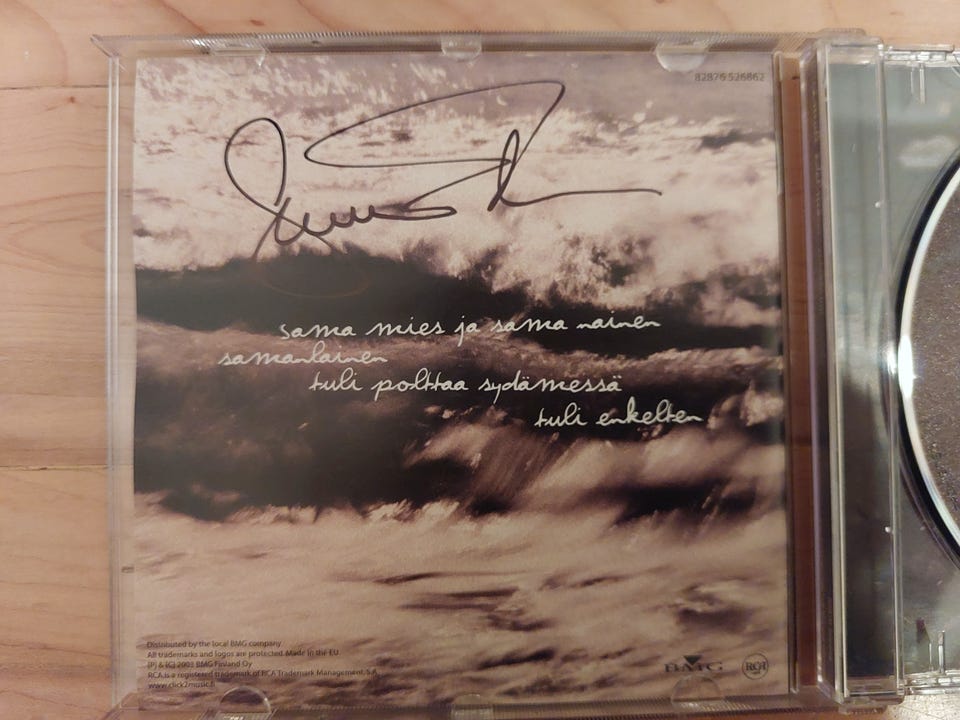 82876 526862
sama mies ja sama nainen
samanlainen
tuli polttaa sydämessä
tuli enkelten
Distributed by the local BMG company
All trademarks and logos are protected. Made in the EU
(P) & (C) 2003 BMG Finland Oy
RCA is a registered trademark of RCA Trademark Management, S.A.
www.click2music.fi
BMG RCA